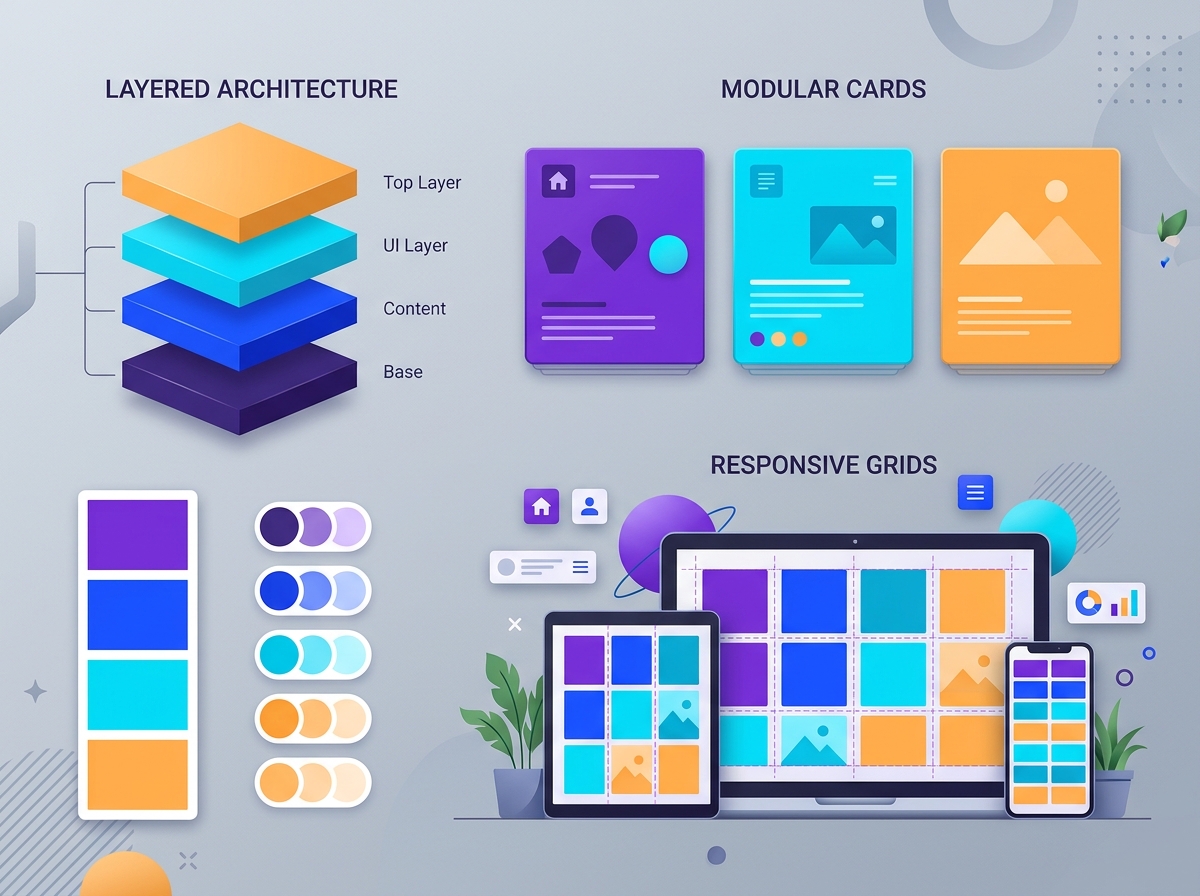 LAYERED ARCHITECTURE
Top Layer
UI Layer
Content
Base
MODULAR CARDS
RESPONSIVE GRIDS